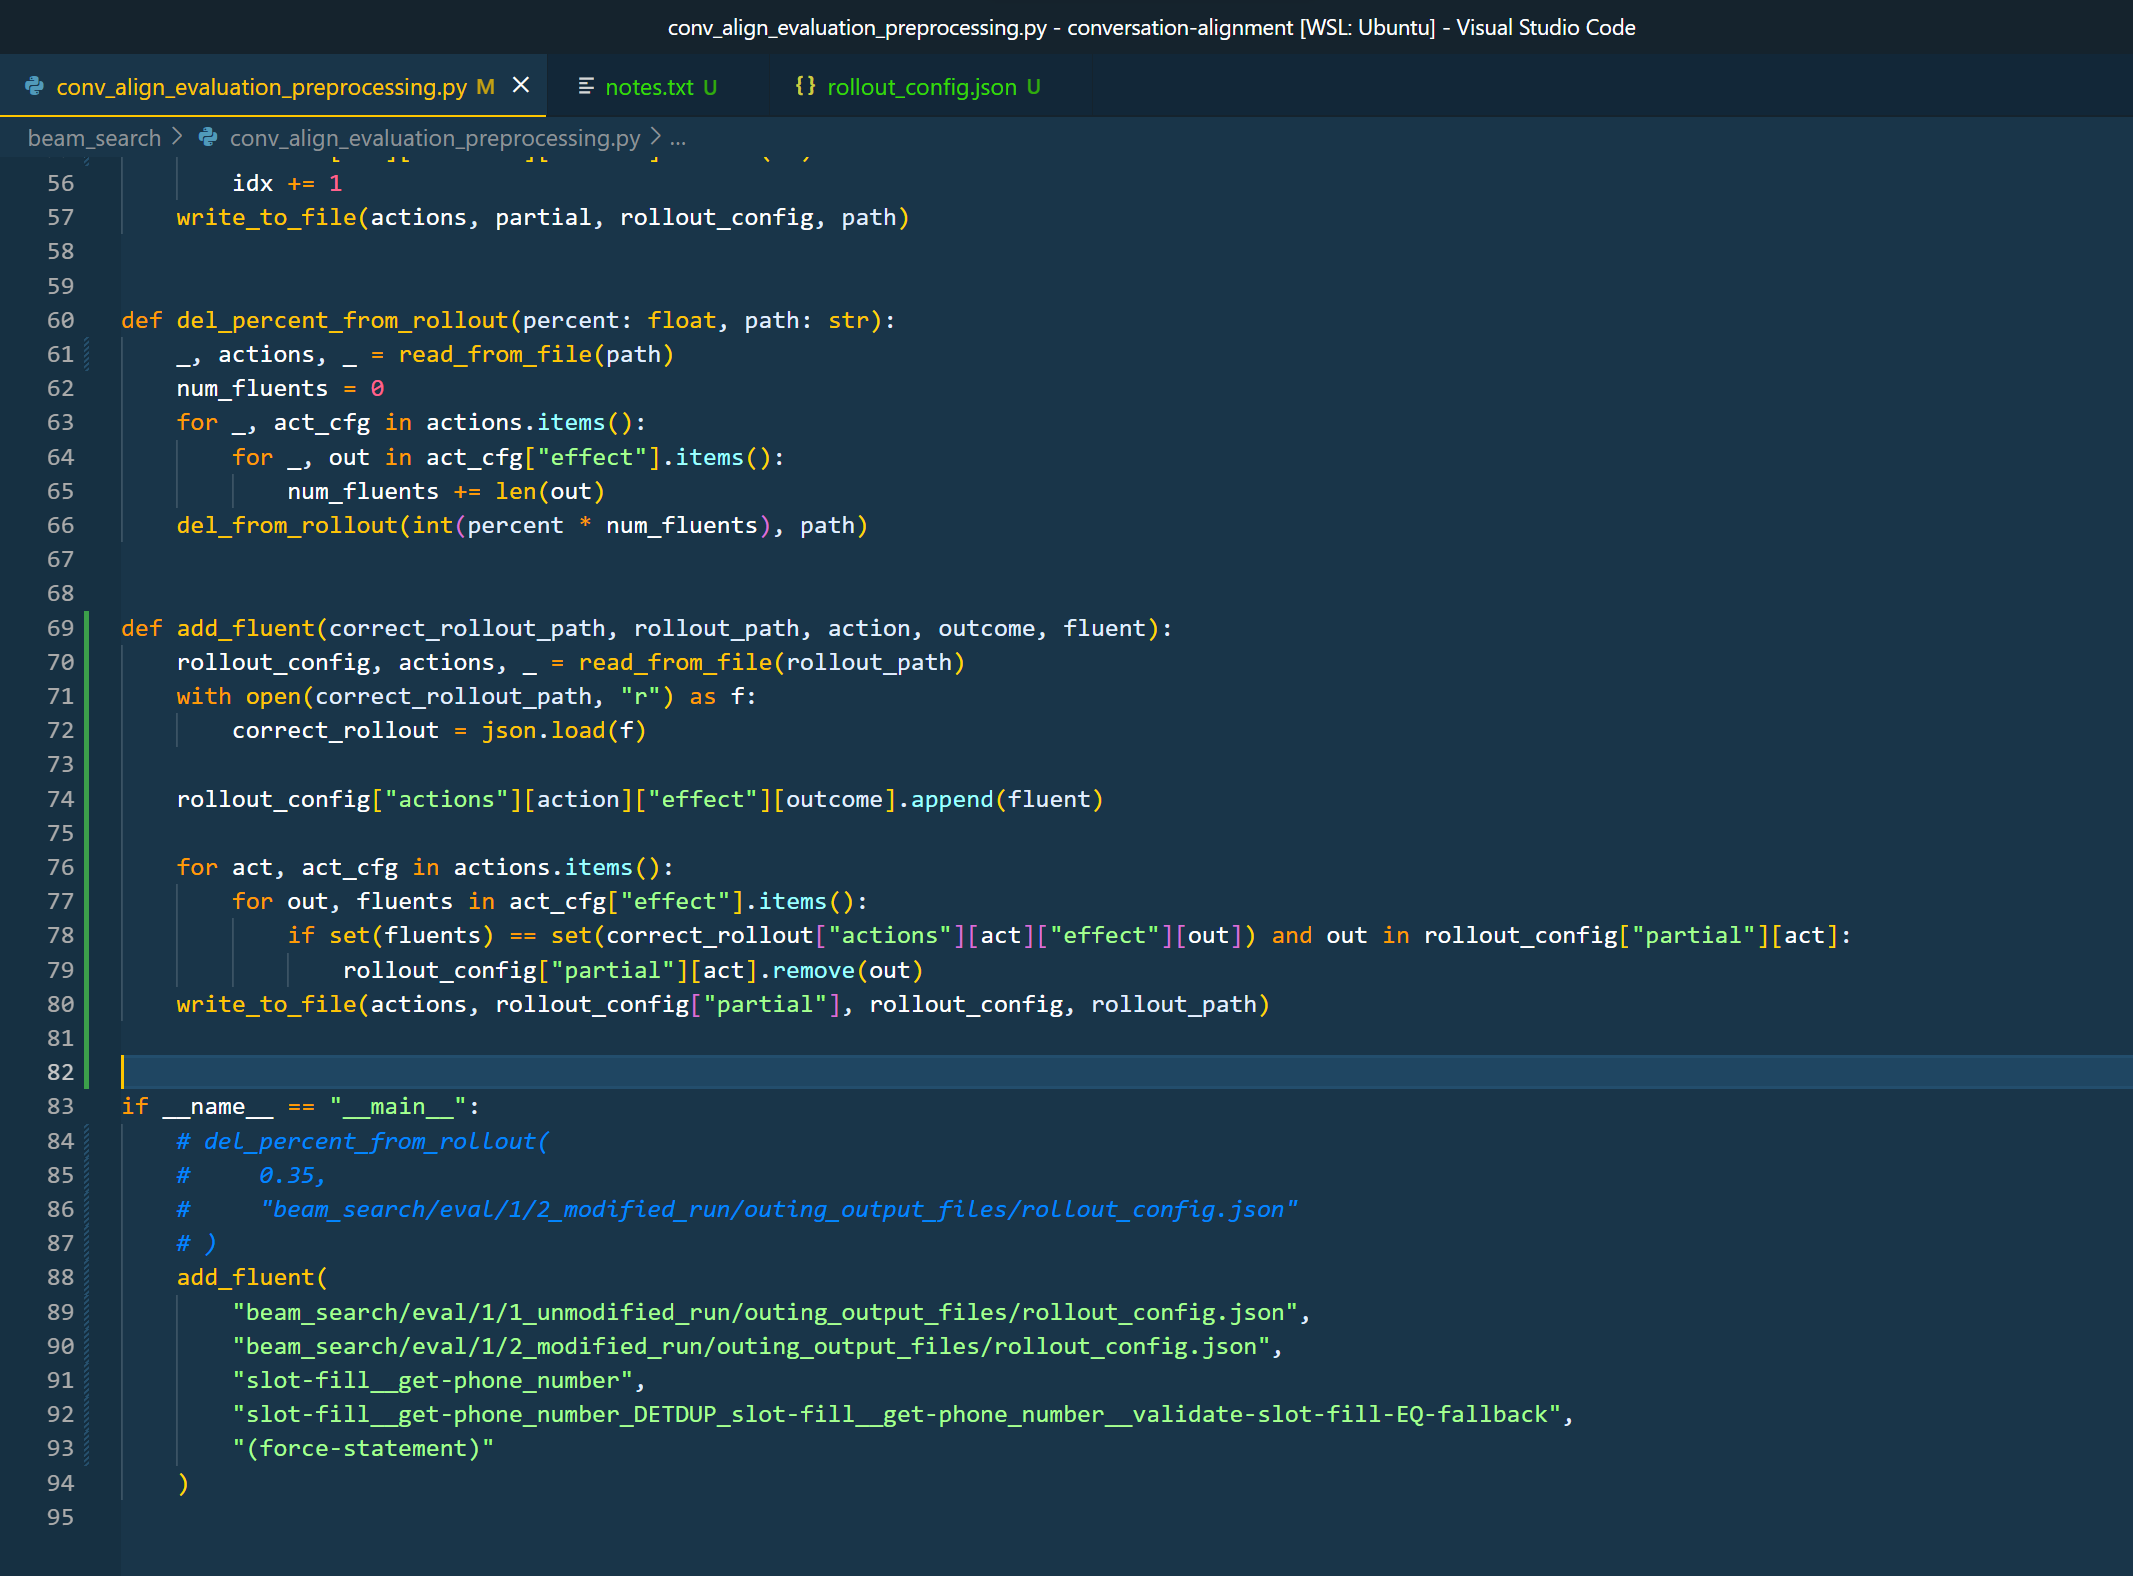 conv_align_evaluation_preprocessing.py - conversation-alignment [WSL: Ubuntu] - Visual Studio Code
conv_align_evaluation_preprocessing.py M notes.txt U {} rollout_config.json U
beam_search > conv_align_evaluation_preprocessing.py > ...
56 idx += 1
57 write_to_file(actions, partial, rollout_config, path)
58
59
60 def del_percent_from_rollout(percent: float, path: str):
61 _, actions, _ = read_from_file(path)
62 num_fluents = 0
63 for _, act_cfg in actions.items():
64 for _, out in act_cfg["effect"].items():
65 num_fluents += len(out)
66 del_from_rollout(int(percent * num_fluents), path)
67
68
69 def add_fluent(correct_rollout_path, rollout_path, action, outcome, fluent):
70 rollout_config, actions, _ = read_from_file(rollout_path)
71 with open(correct_rollout_path, "r") as f:
72 correct_rollout = json.load(f)
73
74 rollout_config["actions"][action]["effect"][outcome].append(fluent)
75
76 for act, act_cfg in actions.items():
77 for out, fluents in act_cfg["effect"].items():
78 if set(fluents) == set(correct_rollout["actions"][act]["effect"][out]) and out in rollout_config["partial"][act]:
79 rollout_config["partial"][act].remove(out)
80 write_to_file(actions, rollout_config["partial"], rollout_config, rollout_path)
81
82
83 if __name__ == "__main__":
84 # del_percent_from_rollout(
85 # 0.35,
86 # "beam_search/eval/1/2_modified_run/outing_output_files/rollout_config.json"
87 # )
88 add_fluent(
89 "beam_search/eval/1/1_unmodified_run/outing_output_files/rollout_config.json",
90 "beam_search/eval/1/2_modified_run/outing_output_files/rollout_config.json",
91 "slot-fill__get-phone_number",
92 "slot-fill__get-phone_number_DETDUP_slot-fill__get-phone_number__validate-slot-fill-EQ-fallback",
93 "(force-statement)"
94 )
95